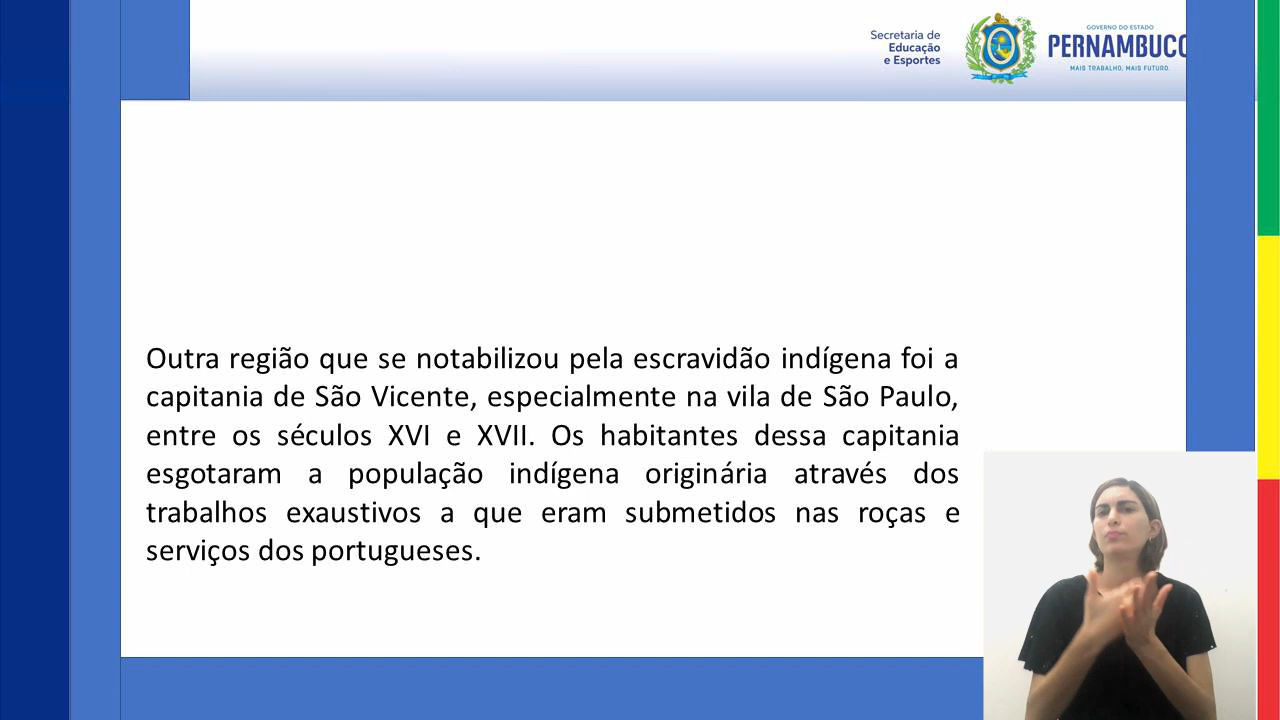 Secretaria de
Educação
e Esportes
GOVERNO DO ESTADO
PERNAMBUCO
MAIS TRABALHO, MAIS FUTURO.
Outra região que se notabilizou pela escravidão indígena foi a
capitania de São Vicente, especialmente na vila de São Paulo,
entre os séculos XVI e XVII. Os habitantes dessa capitania
esgotaram a população indígena originária através dos
trabalhos exaustivos a que eram submetidos nas roças e
serviços dos portugueses.